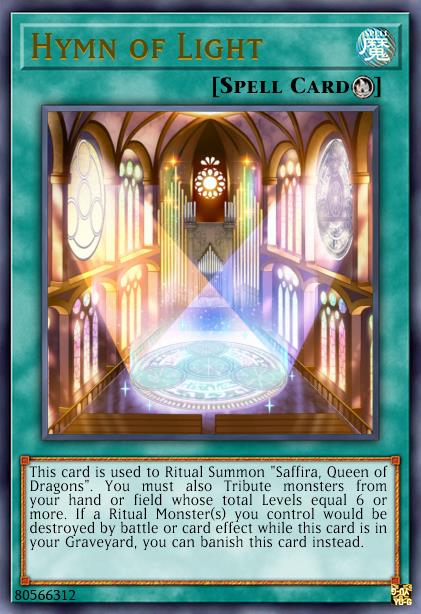 HYMN OF LIGHT
SPELL
魔
[SPELL CARD]
This card is used to Ritual Summon "Saffira, Queen of
Dragons". You must also Tribute monsters from
your hand or field whose total Levels equal 6 or
more. If a Ritual Monster(s) you control would be
destroyed by battle or card effect while this card is in
your Graveyard, you can banish this card instead.
80566312